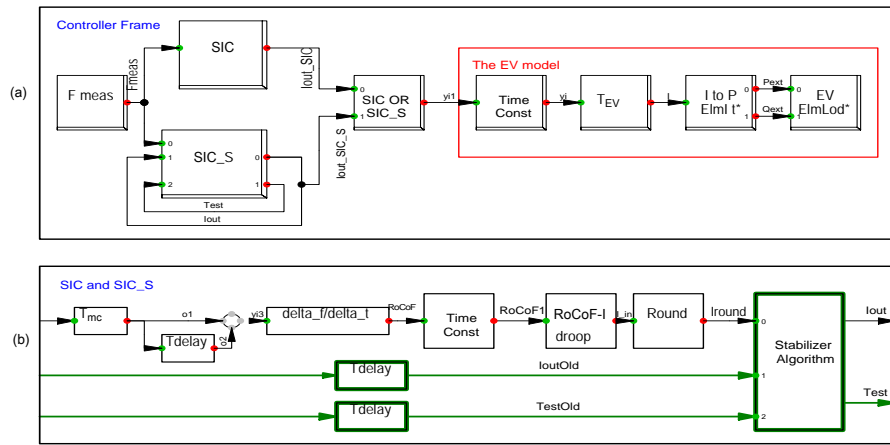 Controller Frame
(a)
F meas
Fmeas
SIC
Iout_SIC
0
1
2
SIC_S
0
1
Test
Iout
Iout_SIC_S
0
1
SIC OR
SIC_S
yi1
The EV model
Time
Const
yi
T_EV
I
I to P
ElmI t*
0
1
Pext
Qext
0
1
EV
ElmLod*
(b)
SIC and SIC_S
Tmc
o1
Tdelay
o2
yi3
delta_f/delta_t
RoCoF
Time
Const
RoCoF1
RoCoF-I
droop
I_in
Round
Iround
0
1
2
Stabilizer
Algorithm
Iout
Test
Tdelay
IoutOld
Tdelay
TestOld